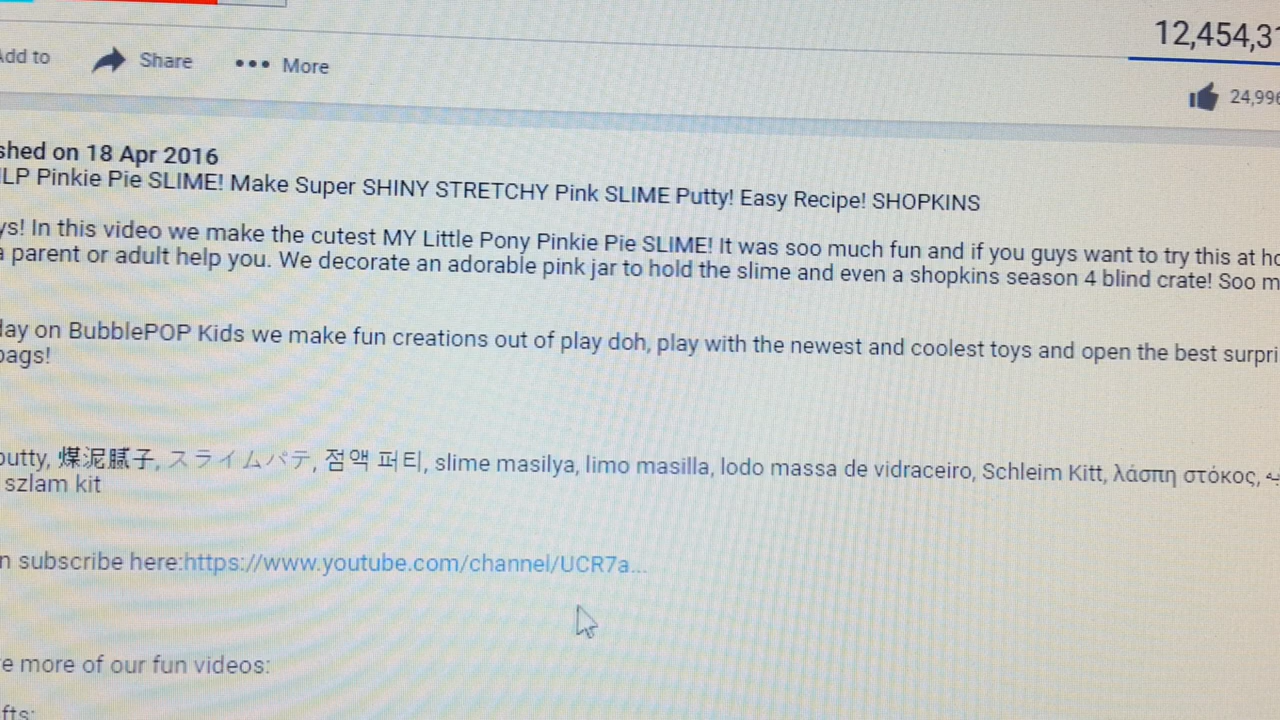 12,454,31
Add to Share ••• More
24,996
shed on 18 Apr 2016
LP Pinkie Pie SLIME! Make Super SHINY STRETCHY Pink SLIME Putty! Easy Recipe! SHOPKINS
ys! In this video we make the cutest MY Little Pony Pinkie Pie SLIME! It was soo much fun and if you guys want to try this at ho
a parent or adult help you. We decorate an adorable pink jar to hold the slime and even a shopkins season 4 blind crate! Soo m
day on BubblePOP Kids we make fun creations out of play doh, play with the newest and coolest toys and open the best surpri
bags!
putty, 煤泥腻子, スライムパテ, 점액 퍼티, slime masilya, limo masilla, lodo massa de vidraceiro, Schleim Kitt, λάσπη στόκος,
szlam kit
n subscribe here:https://www.youtube.com/channel/UCR7a...
e more of our fun videos:
fts: